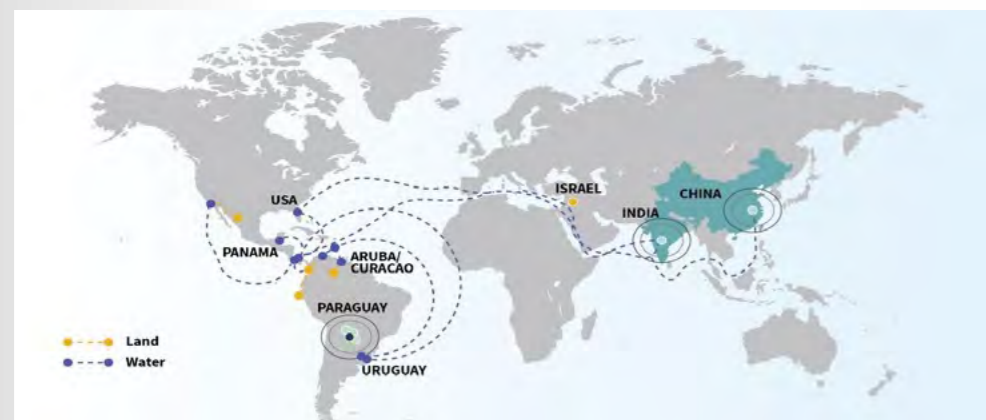 USA
ISRAEL
CHINA
INDIA
PANAMA
ARUBA/
CURACAO
PARAGUAY
Land
Water
URUGUAY